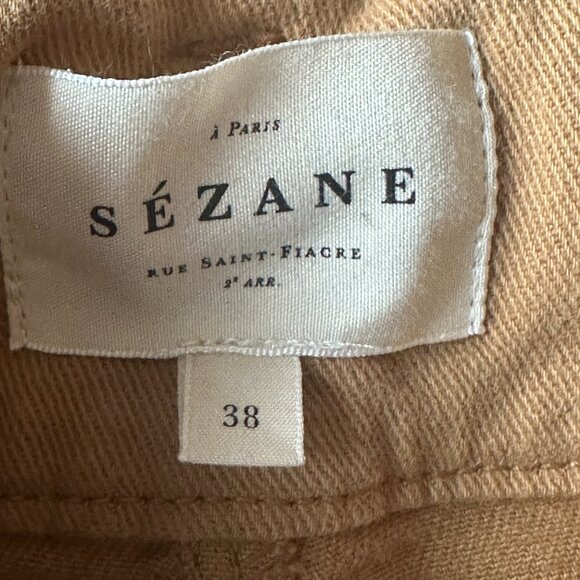 À PARIS
SÉZANE
RUE SAINT-FIACRE
2ᵉ ARR.
38